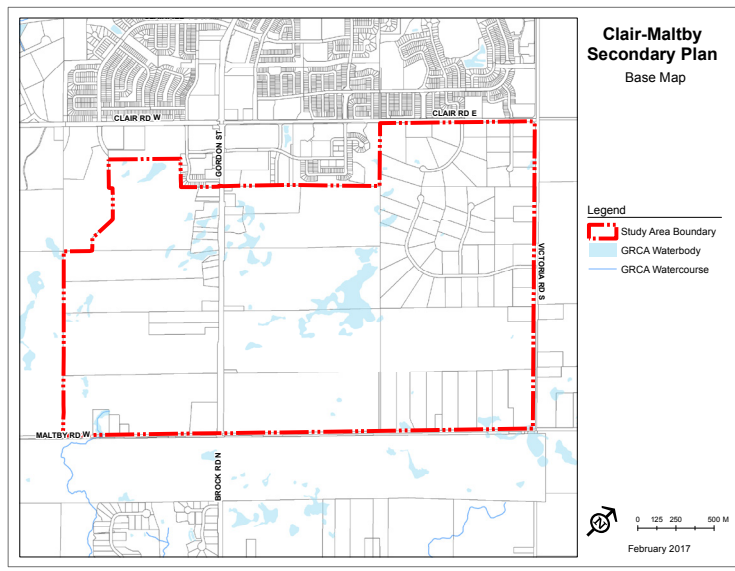 Clair-Maltby
Secondary Plan
Base Map
CLAIR RD W
CLAIR RD E
GORDON ST
VICTORIA RD S
MALTBY RD W
BROCK RD N
Legend
Study Area Boundary
GRCA Waterbody
GRCA Watercourse
N
0 125 250 500 M
February 2017